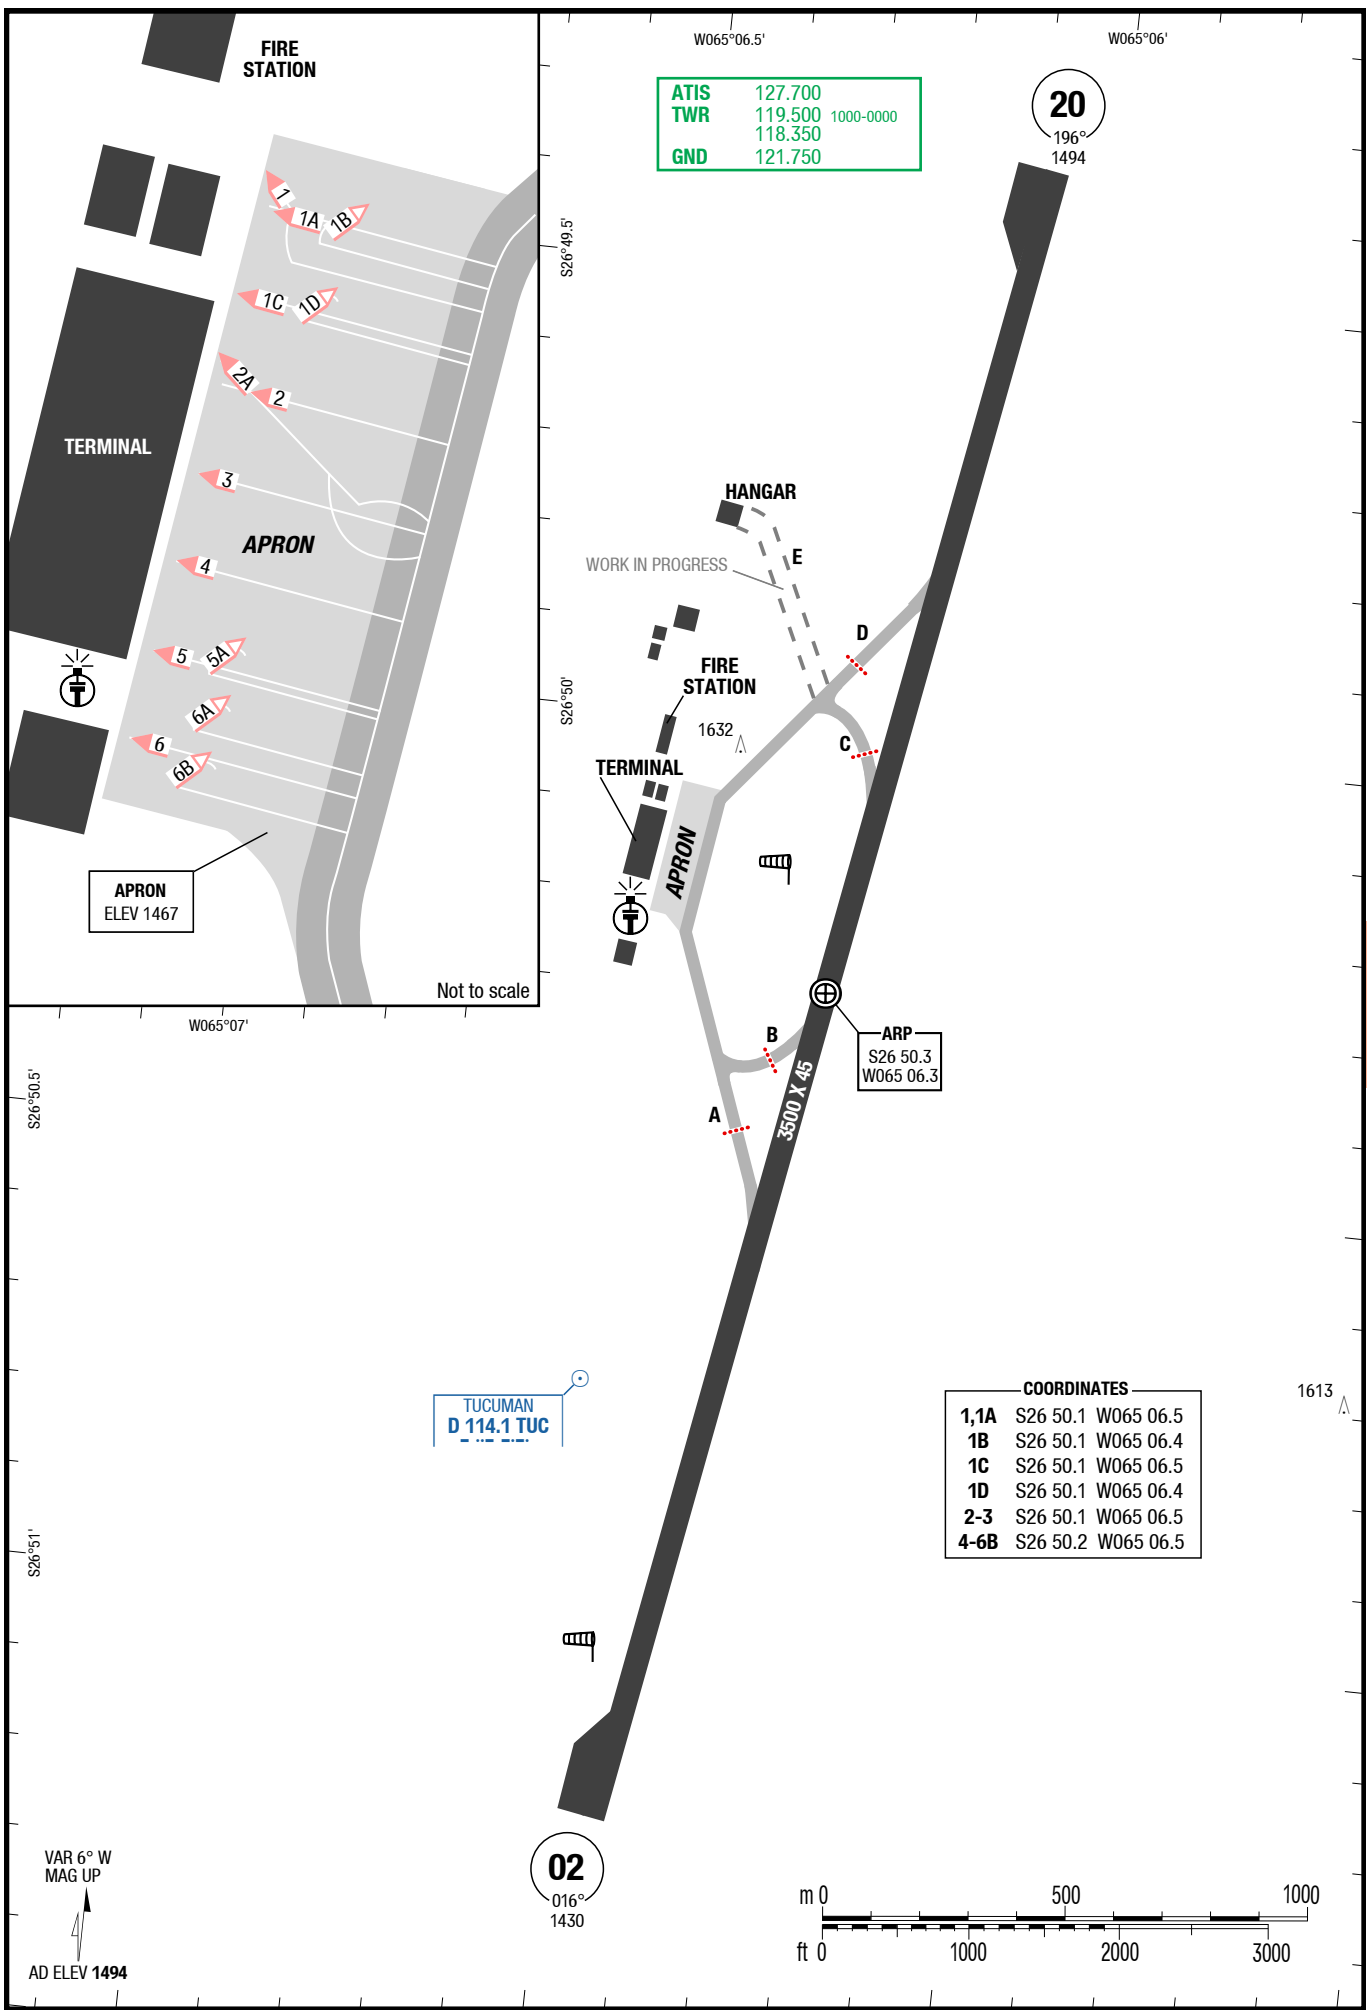 FIRE
STATION
1
1A
1B
1C
1D
2A
2
TERMINAL
3
APRON
4
5
5A
6A
6
6B
APRON
ELEV 1467
Not to scale
W065°06.5'
W065°06'
ATIS 127.700
TWR 119.500 1000-0000
118.350
GND 121.750
20
196°
1494
S26°49.5'
HANGAR
E
WORK IN PROGRESS
D
FIRE
STATION
S26°50'
1632
C
TERMINAL
APRON
W065°07'
ARP
S26 50.3
W065 06.3
B
3500 X 45
A
S26°50.5'
TUCUMAN
D 114.1 TUC
COORDINATES
1,1A S26 50.1 W065 06.5
1B S26 50.1 W065 06.4
1C S26 50.1 W065 06.5
1D S26 50.1 W065 06.4
2-3 S26 50.1 W065 06.5
4-6B S26 50.2 W065 06.5
1613
S26°51'
02
016°
1430
VAR 6° W
MAG UP
AD ELEV 1494
m 0 500 1000
ft 0 1000 2000 3000